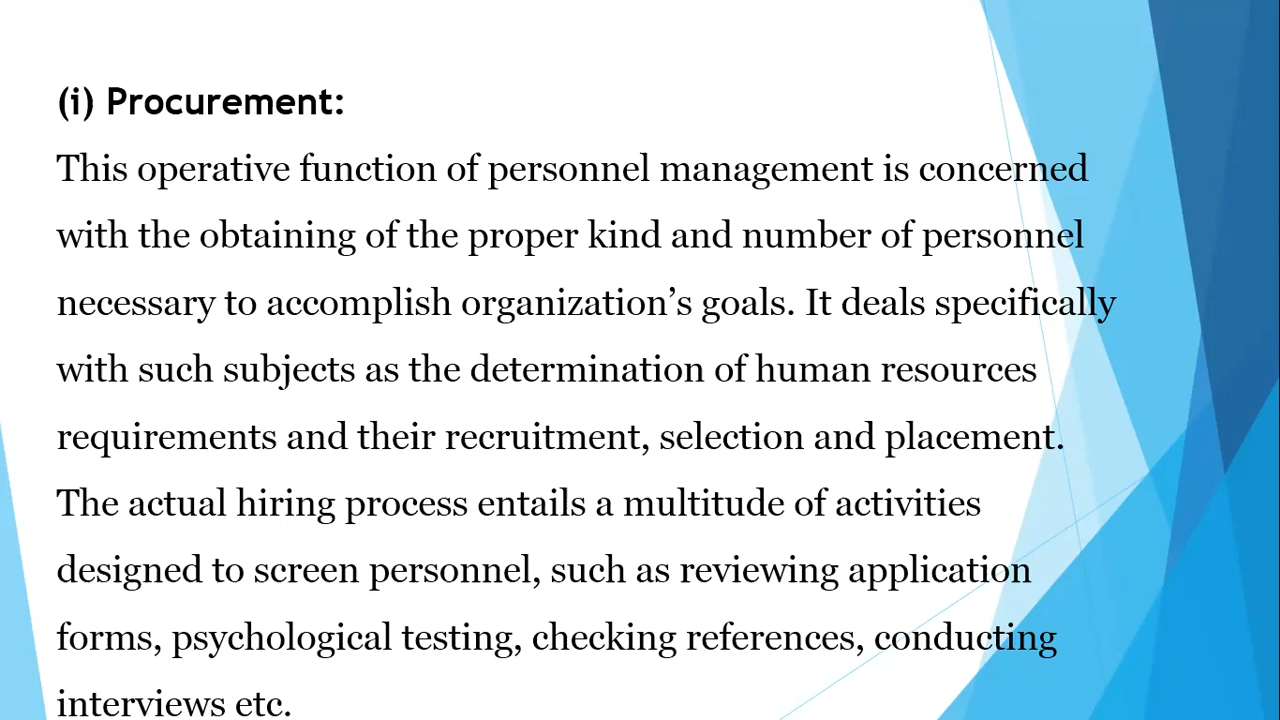 (i) Procurement:
This operative function of personnel management is concerned
with the obtaining of the proper kind and number of personnel
necessary to accomplish organization’s goals. It deals specifically
with such subjects as the determination of human resources
requirements and their recruitment, selection and placement.
The actual hiring process entails a multitude of activities
designed to screen personnel, such as reviewing application
forms, psychological testing, checking references, conducting
interviews etc.